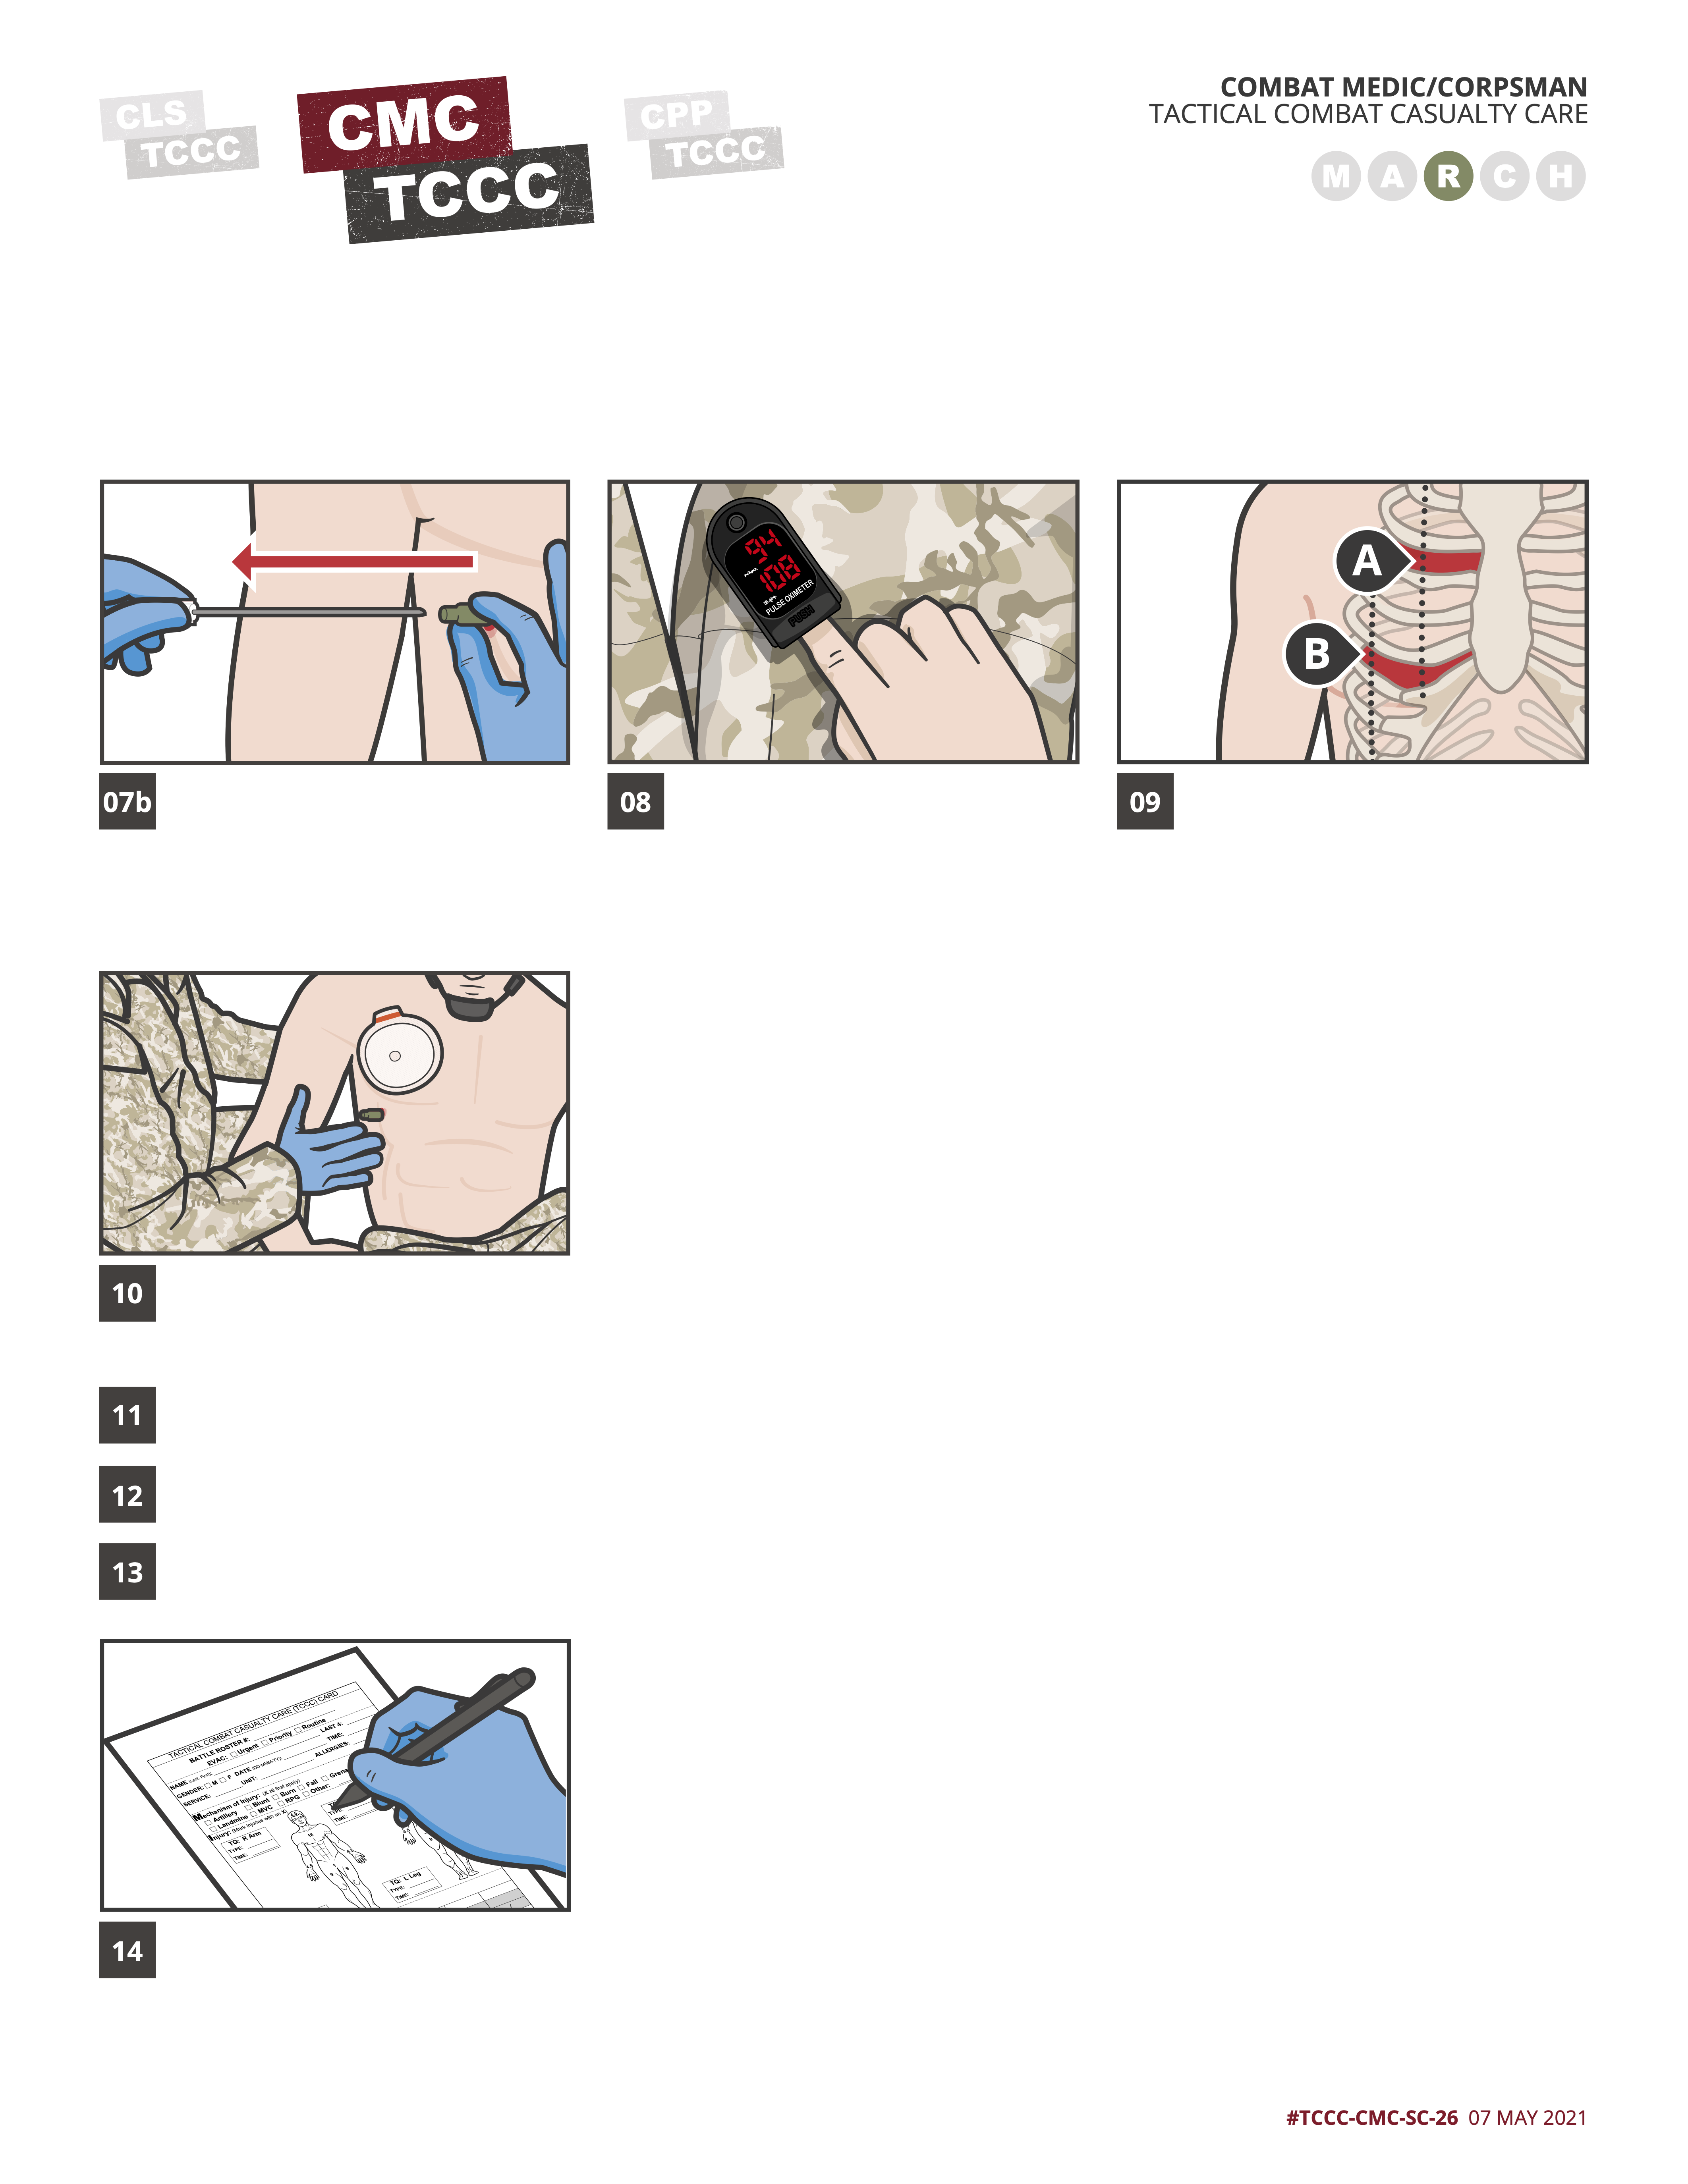 CLS
TCCC
CMC
TCCC
CPP
TCCC
COMBAT MEDIC/CORPSMAN
TACTICAL COMBAT CASUALTY CARE
M A R C H
94
108
PULSE OXIMETER
A
B
07b
08
09
10
11
12
13
TACTICAL COMBAT CASUALTY CARE (TCCC) CARD
BATTLE ROSTER #:
EVAC: Urgent Priority Routine
NAME (Last, First): LAST 4:
GENDER: M F DATE (DD-MMM-YY): TIME:
SERVICE: UNIT: ALLERGIES:
Mechanism of Injury: (X all that apply)
Artillery Blunt Burn Fall
Landmine MVC RPG Other:
Injury: (Mark injuries with an X)
TQ: R Arm
TYPE:
TIME:
TIME:
TQ: L Leg
TYPE:
TIME:
14
#TCCC-CMC-SC-26 07 MAY 2021